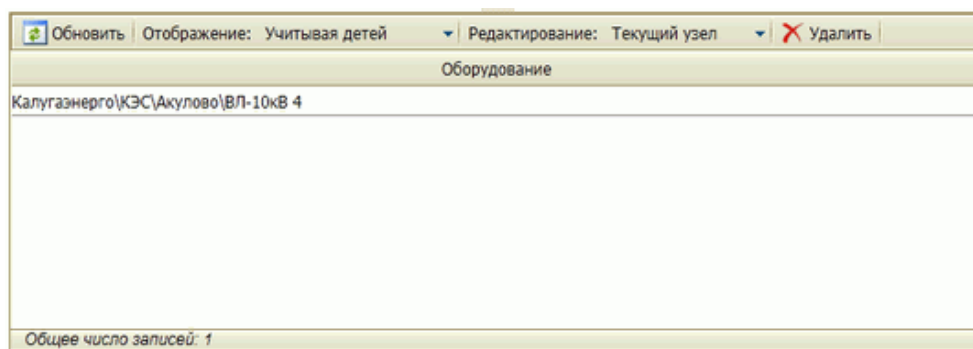 Обновить Отображение: Учитывая детей Редактирование: Текущий узел Удалить
Оборудование
Калугаэнерго\КЭС\Акулово\ВЛ-10кВ 4
Общее число записей: 1